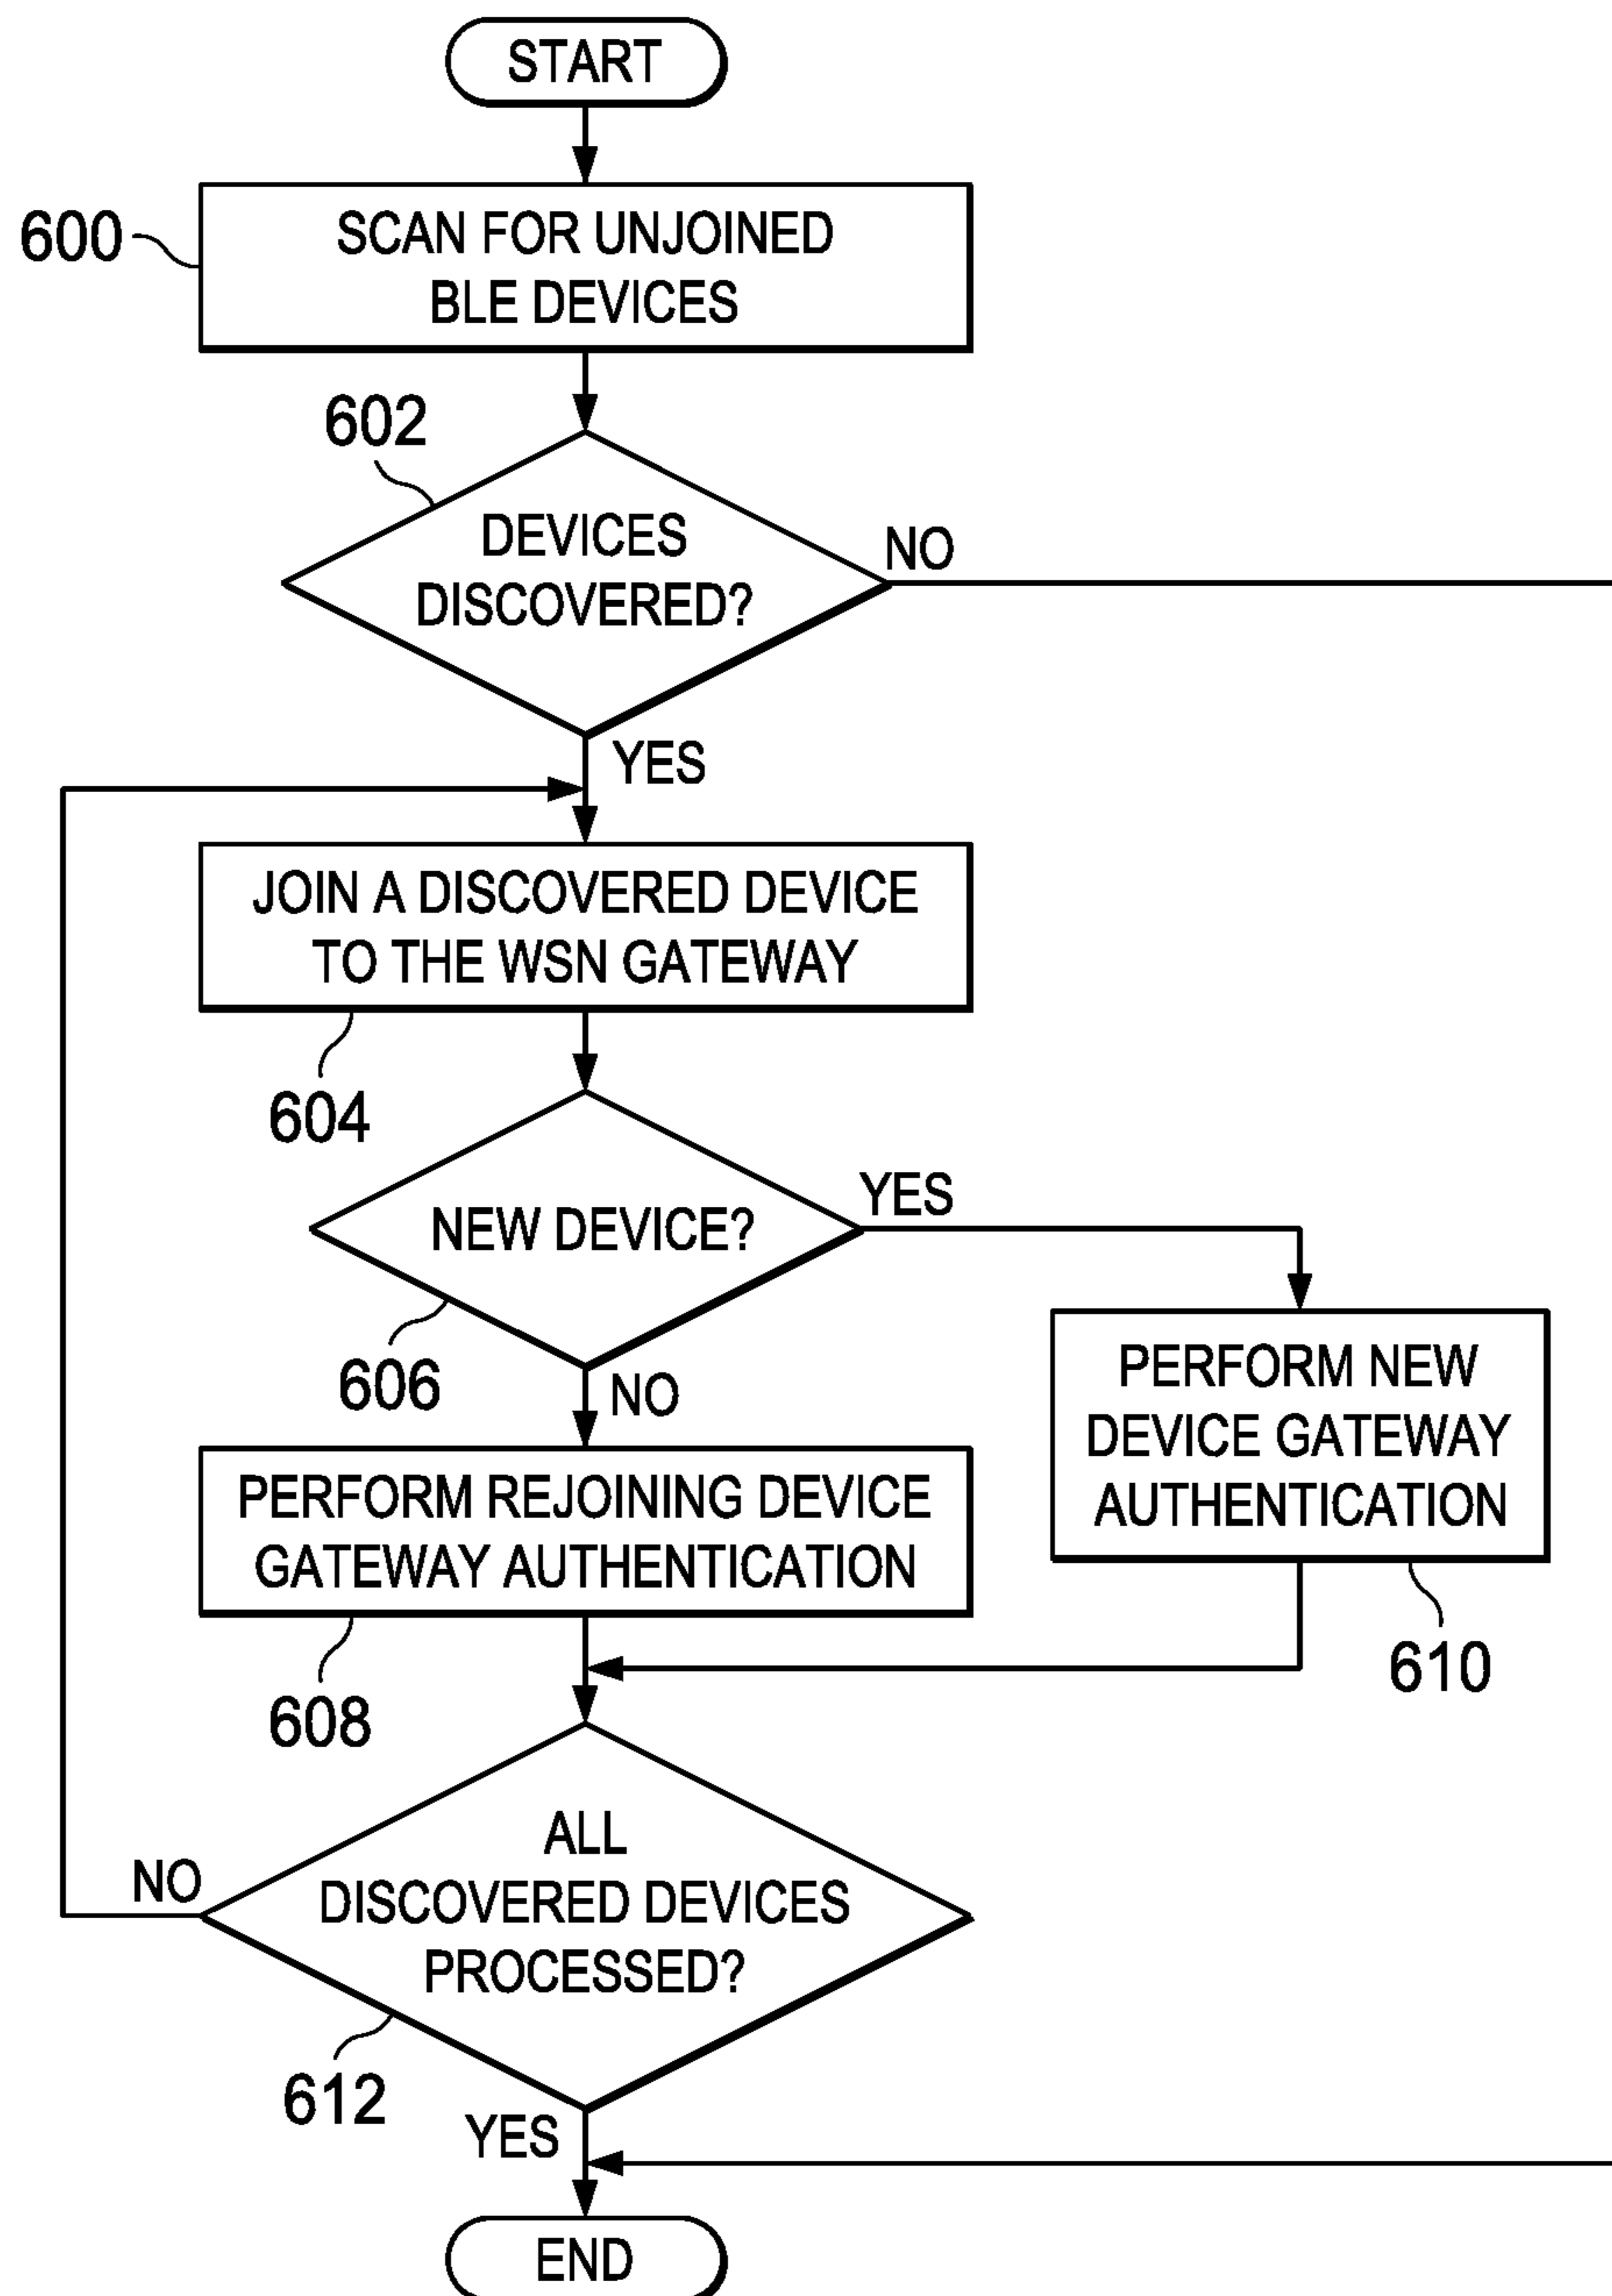 START
600
SCAN FOR UNJOINED
BLE DEVICES
602
DEVICES
DISCOVERED?
NO
YES
JOIN A DISCOVERED DEVICE
TO THE WSN GATEWAY
604
NEW DEVICE?
YES
606
NO
PERFORM NEW
DEVICE GATEWAY
AUTHENTICATION
610
PERFORM REJOINING DEVICE
GATEWAY AUTHENTICATION
608
ALL
DISCOVERED DEVICES
PROCESSED?
NO
612
YES
END